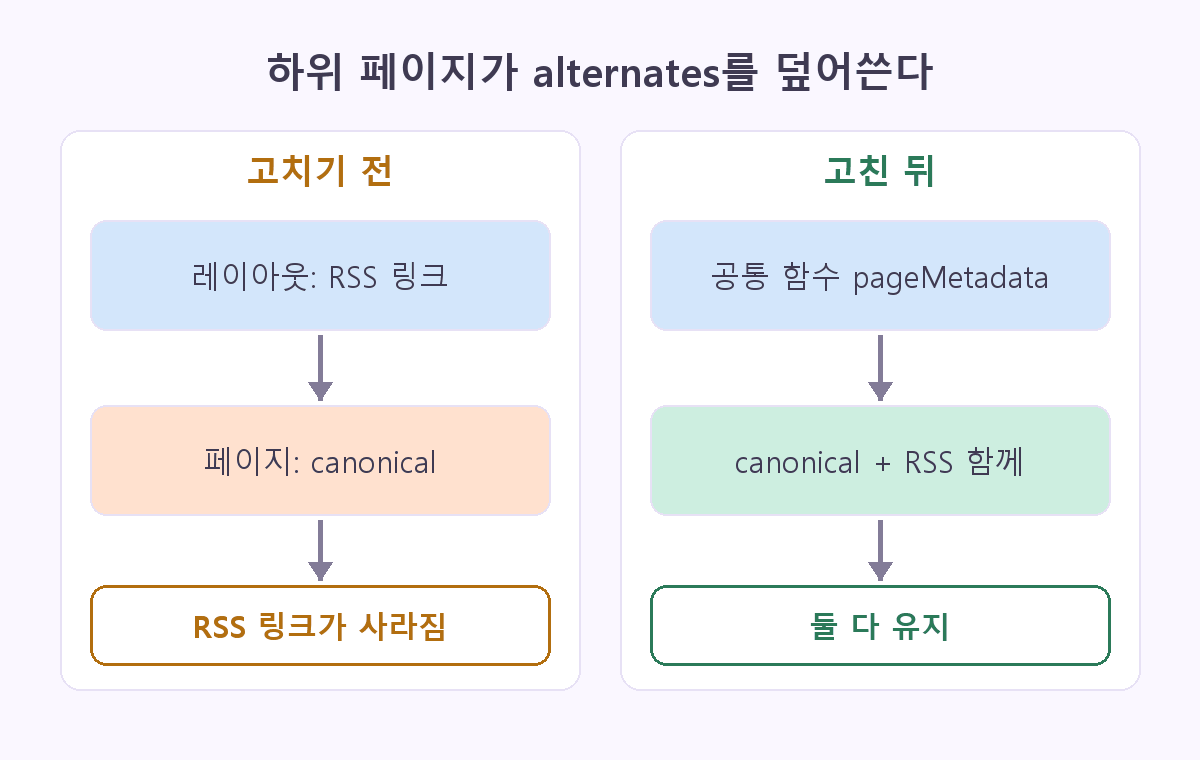 하위 페이지가 alternates를 덮어쓴다
고치기 전
레이아웃: RSS 링크
페이지: canonical
RSS 링크가 사라짐
고친 뒤
공통 함수 pageMetadata
canonical + RSS 함께
둘 다 유지